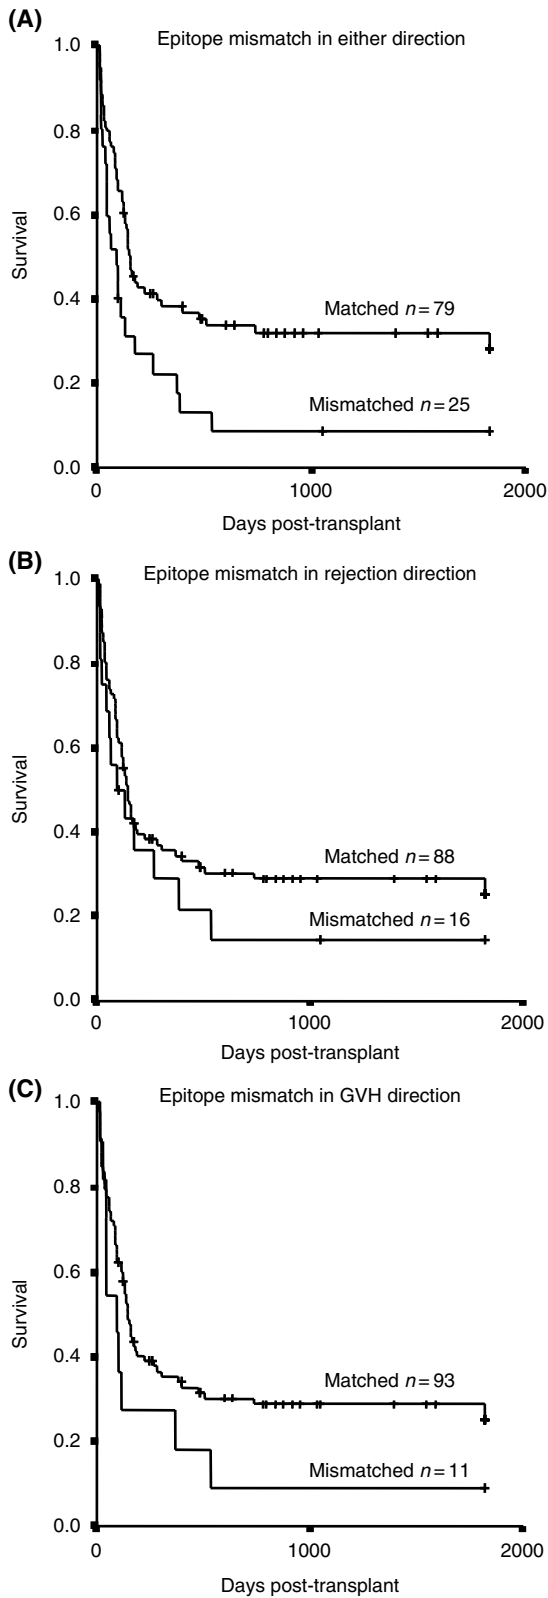 (A)
Epitope mismatch in either direction
1.0
0.8
0.6
0.4
0.2
0.0
Survival
Matched n=79
Mismatched n=25
0
1000
2000
Days post-transplant
(B)
Epitope mismatch in rejection direction
1.0
0.8
0.6
0.4
0.2
0.0
Survival
Matched n=88
Mismatched n=16
0
1000
2000
Days post-transplant
(C)
Epitope mismatch in GVH direction
1.0
0.8
0.6
0.4
0.2
0.0
Survival
Matched n=93
Mismatched n=11
0
1000
2000
Days post-transplant